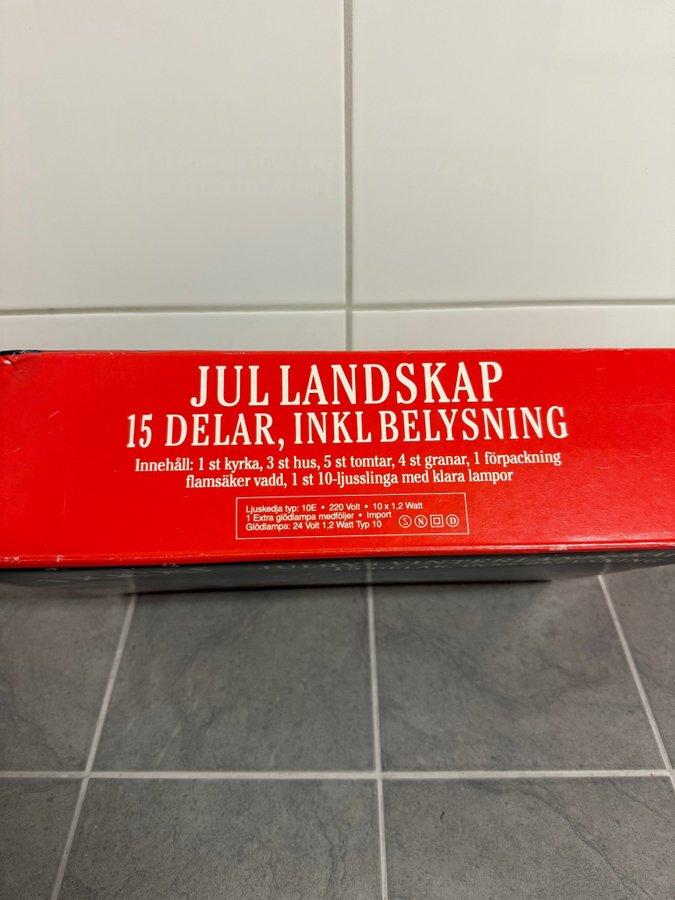 JUL LANDSKAP
15 DELAR, INKL BELYSNING
Innehåll: 1 st kyrka, 3 st hus, 5 st tomtar, 4 st granar, 1 förpackning
flamsäker vadd, 1 st 10-ljusslinga med klara lampor
Ljuskedja typ: 10E • 220 Volt • 10 x 1,2 Watt
1 Extra glödlampa medföljer • Import
Glödlampa: 24 Volt 1,2 Watt Typ 10 S N D